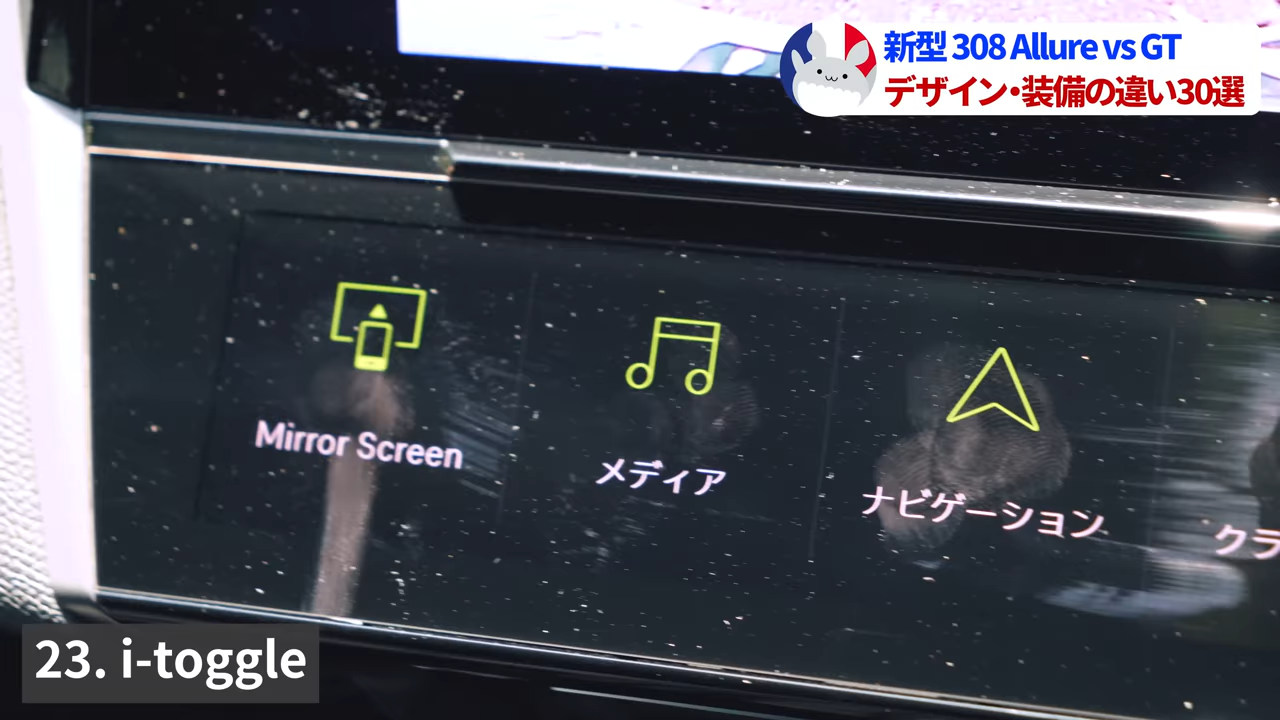 新型 308 Allure vs GT
デザイン・装備の違い30選
Mirror Screen
メディア
ナビゲーション
クラ
23. i-toggle